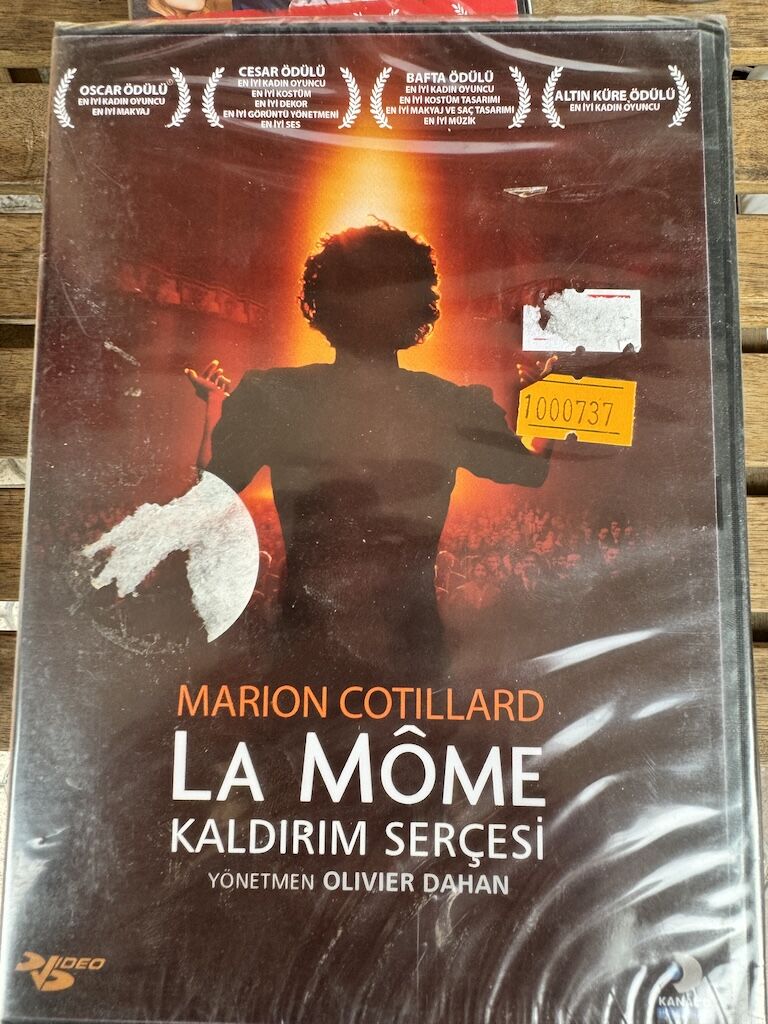 OSCAR ÖDÜLÜ
EN İYİ KADIN OYUNCU
EN İYİ MAKYAJ
CESAR ÖDÜLÜ
EN İYİ KADIN OYUNCU
EN İYİ KOSTÜM
EN İYİ DEKOR
EN İYİ GÖRÜNTÜ YÖNETMENİ
EN İYİ SES
BAFTA ÖDÜLÜ
EN İYİ KADIN OYUNCU
EN İYİ KOSTÜM TASARIMI
EN İYİ MAKYAJ VE SAÇ TASARIMI
EN İYİ MÜZİK
ALTIN KÜRE ÖDÜLÜ
EN İYİ KADIN OYUNCU
1000737
MARION COTILLARD
LA MÔME
KALDIRIM SERÇESİ
YÖNETMEN OLIVIER DAHAN
VIDEO